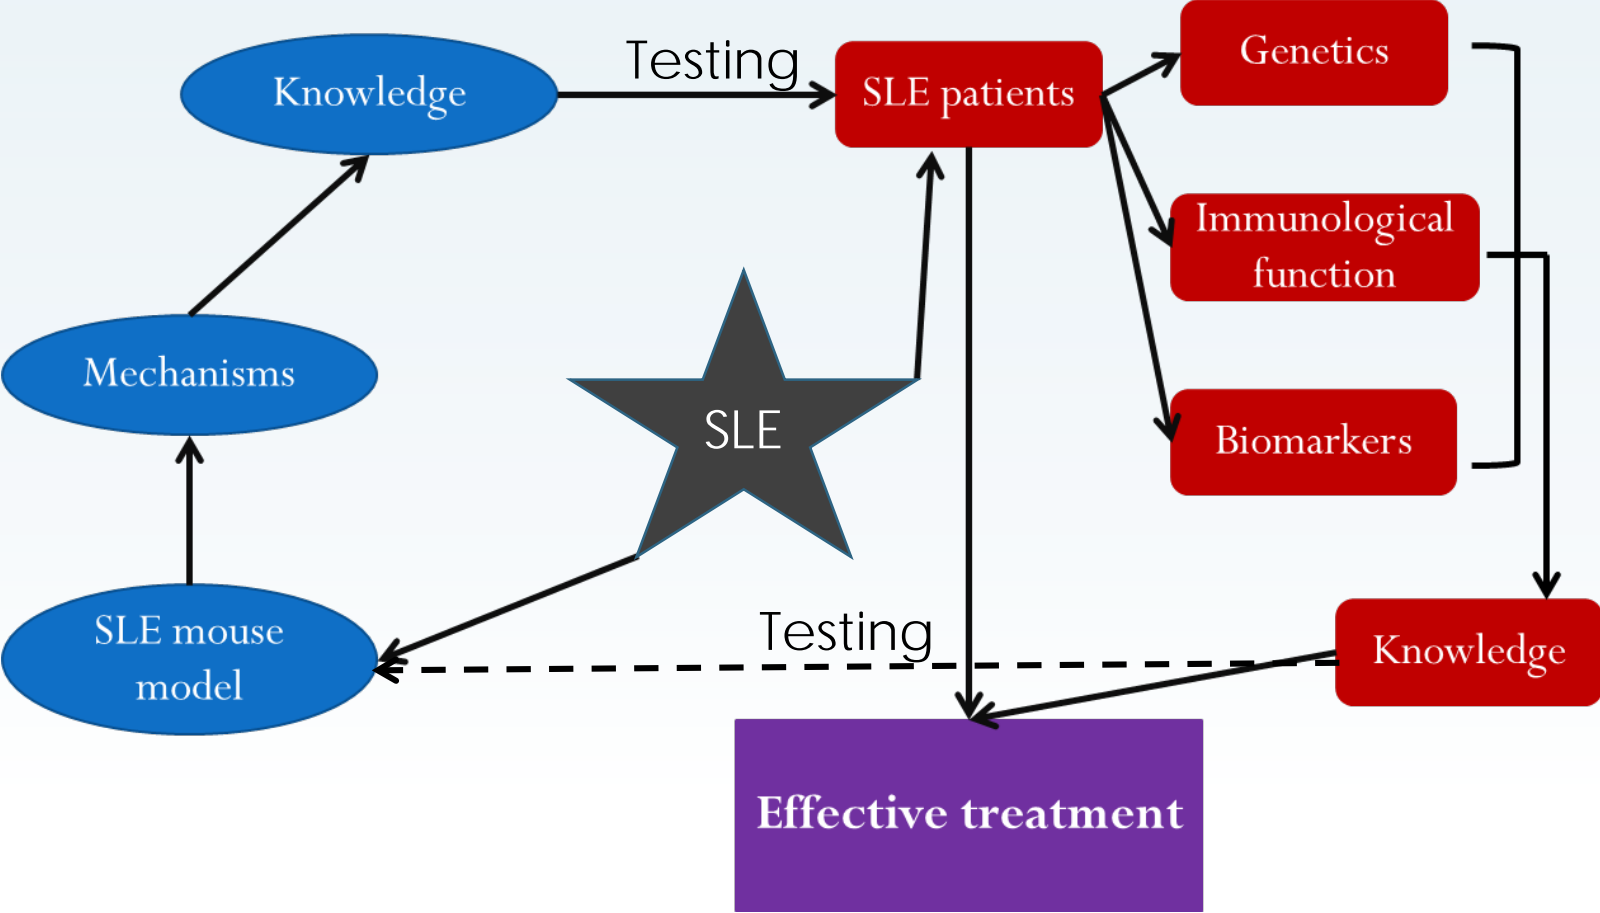 Genetics
Testing
Knowledge
SLE patients
Immunological
function
Mechanisms
SLE
Biomarkers
SLE mouse
model
Testing
Knowledge
Effective treatment